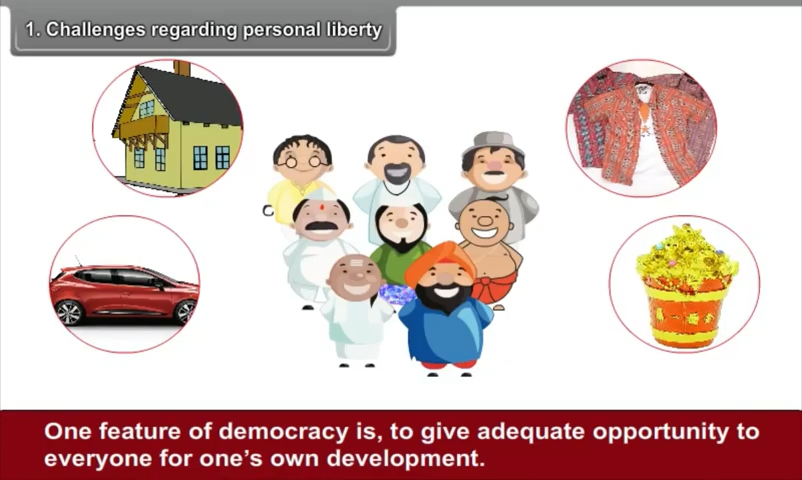 1. Challenges regarding personal liberty
One feature of democracy is, to give adequate opportunity to
everyone for one's own development.